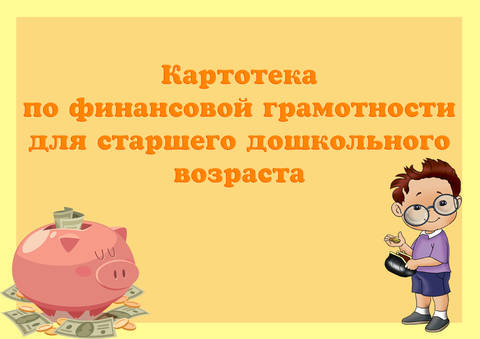 Картотека
по финансовой грамотности
для старшего дошкольного
возраста